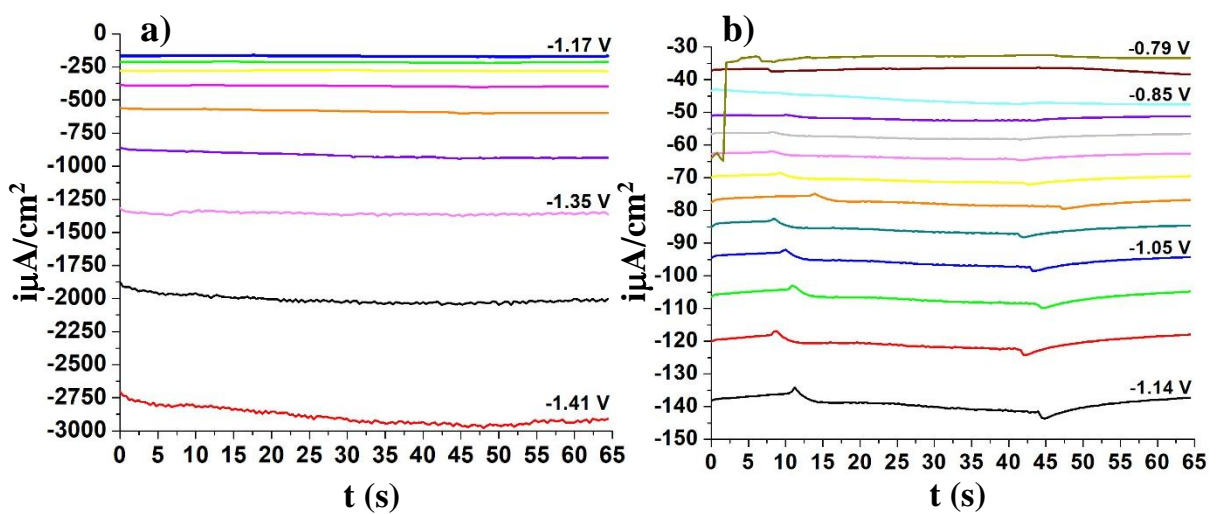 a)
0
-250
-500
-750
-1000
-1250
-1500
-1750
-2000
-2250
-2500
-2750
-3000
iμA/cm²
-1.17 V
-1.35 V
-1.41 V
0 5 10 15 20 25 30 35 40 45 50 55 60 65
t (s)
b)
-30
-40
-50
-60
-70
-80
-90
-100
-110
-120
-130
-140
-150
iμA/cm²
-0.79 V
-0.85 V
-1.05 V
-1.14 V
0 5 10 15 20 25 30 35 40 45 50 55 60 65
t (s)